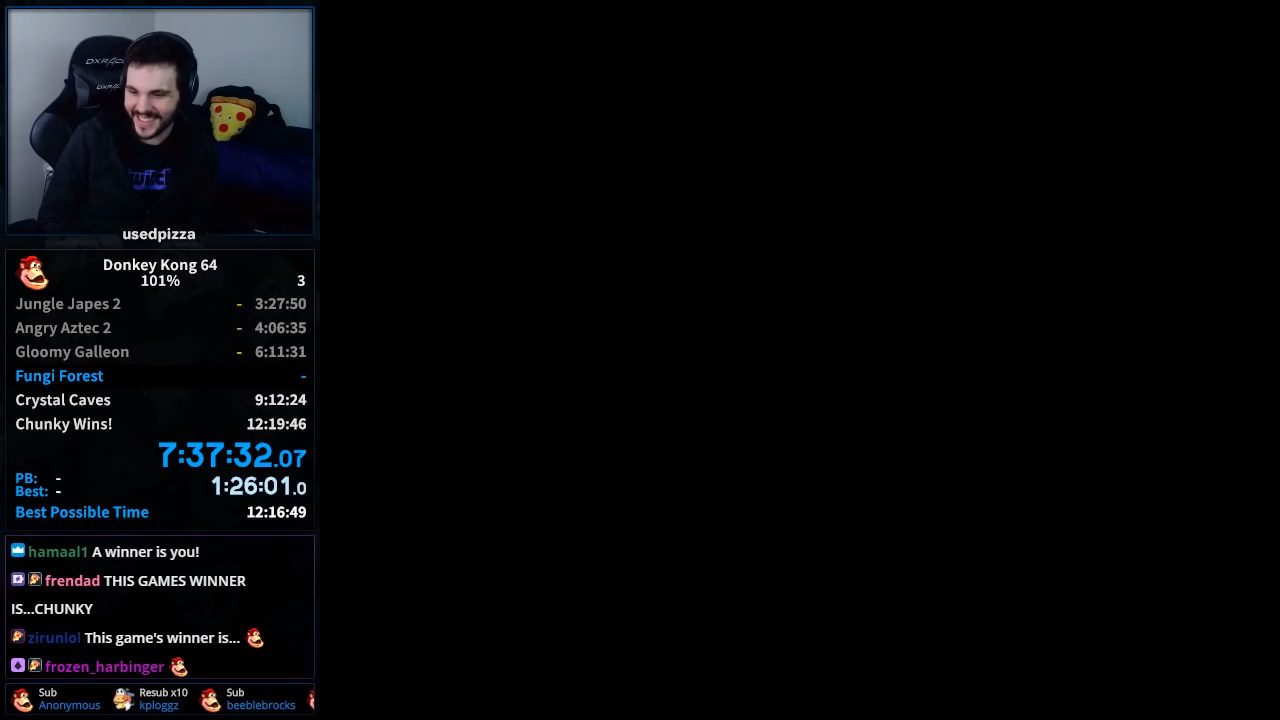 DXRACER
usedpizza
Donkey Kong 64
101% 3
Jungle Japes 2 - 3:27:50
Angry Aztec 2 - 4:06:35
Gloomy Galleon - 6:11:31
Fungi Forest -
Crystal Caves 9:12:24
Chunky Wins! 12:19:46
7:37:32.07
PB: -
Best: - 1:26:01.0
Best Possible Time 12:16:49
hamaal1 A winner is you!
frendad THIS GAMES WINNER
IS...CHUNKY
zirunlol This game's winner is...
frozen_harbinger
Sub Resub x10 Sub
Anonymous kploggz beeblebrocks